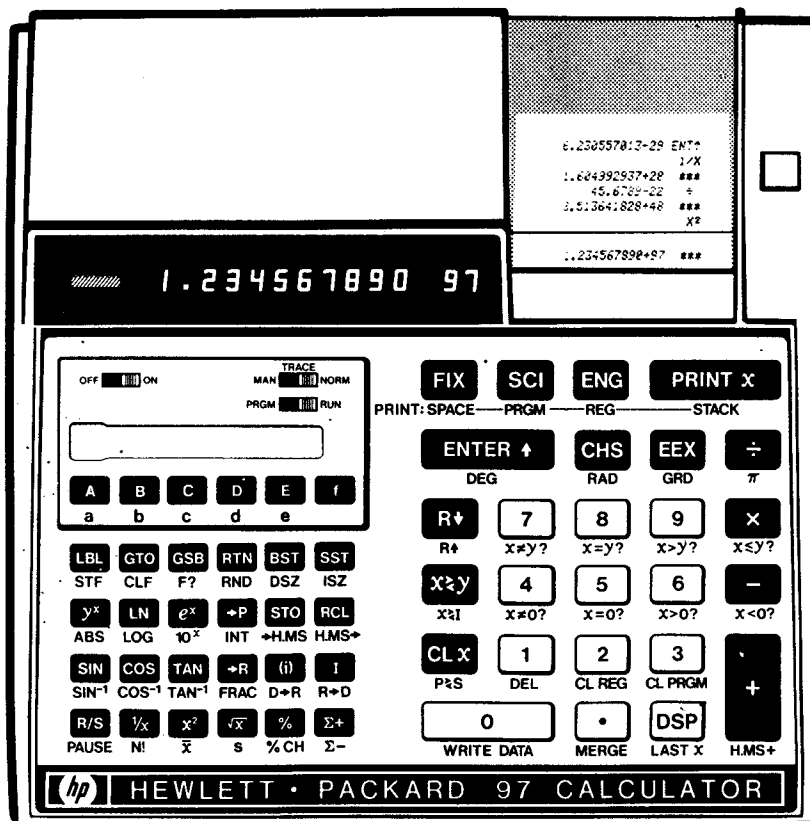 6.230557013+29 ENT↑
1/X
1.604992937+28 ***
45.6789-22 ÷
3.513641828+48 ***
X²
1.234567890+97 ***
1.234567890 97
OFF ON
TRACE
MAN NORM
PRGM RUN
A B C D E f
a b c d e
FIX SCI ENG PRINT x
PRINT: SPACE PRGM REG STACK
ENTER ↑ CHS EEX ÷
DEG RAD GRD π
R↓ 7 8 9 ×
R↑ x≠y? x=y? x>y? x≤y?
x≷y 4 5 6 −
x≷I x≠0? x=0? x>0? x<0?
CL x 1 2 3 +
P≷S DEL CL REG CL PRGM
0 • DSP
WRITE DATA MERGE LAST x H.MS+
LBL GTO GSB RTN BST SST
STF CLF F? RND DSZ ISZ
yˣ LN eˣ →P STO RCL
ABS LOG 10ˣ INT →H.MS H.MS→
SIN COS TAN →R (i) I
SIN⁻¹ COS⁻¹ TAN⁻¹ FRAC D→R R→D
R/S ¹/x x² √x % Σ+
PAUSE N! x̄ s % CH Σ−
hp HEWLETT · PACKARD 97 CALCULATOR